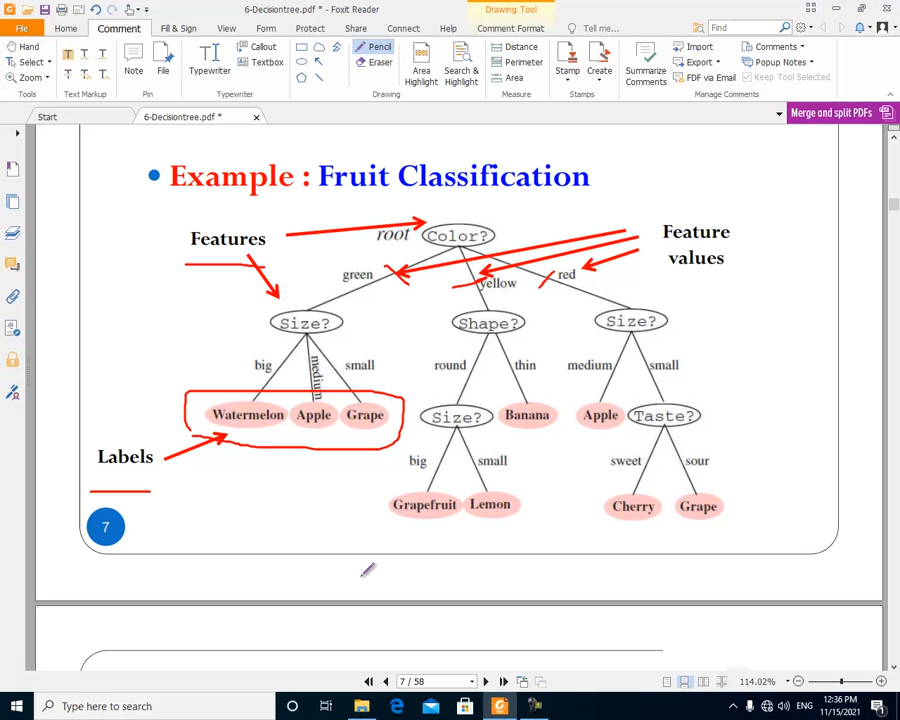 6-Decisiontree.pdf * - Foxit Reader
Drawing Tool
File Home Comment Fill & Sign View Form Protect Share Connect Help Comment Format Tell me... Find
Hand
Select
Zoom
Tools
Text Markup
Note
File
Typewriter
Callout
Textbox
Typewriter
Pencil
Eraser
Drawing
Area Highlight
Search & Highlight
Distance
Perimeter
Area
Measure
Stamp
Create
Stamps
Summarize Comments
Import
Export
FDF via Email
Comments
Popup Notes
Keep Tool Selected
Manage Comments
Start 6-Decisiontree.pdf *
Merge and split PDFs
Example : Fruit Classification
Features
root Color?
Feature
values
green yellow red
Size? Shape? Size?
big medium small round thin medium small
Watermelon Apple Grape Size? Banana Apple Taste?
Labels
big small sweet sour
Grapefruit Lemon Cherry Grape
7
7 / 58
114.02%
ENG
12:36 PM
11/15/2021
1